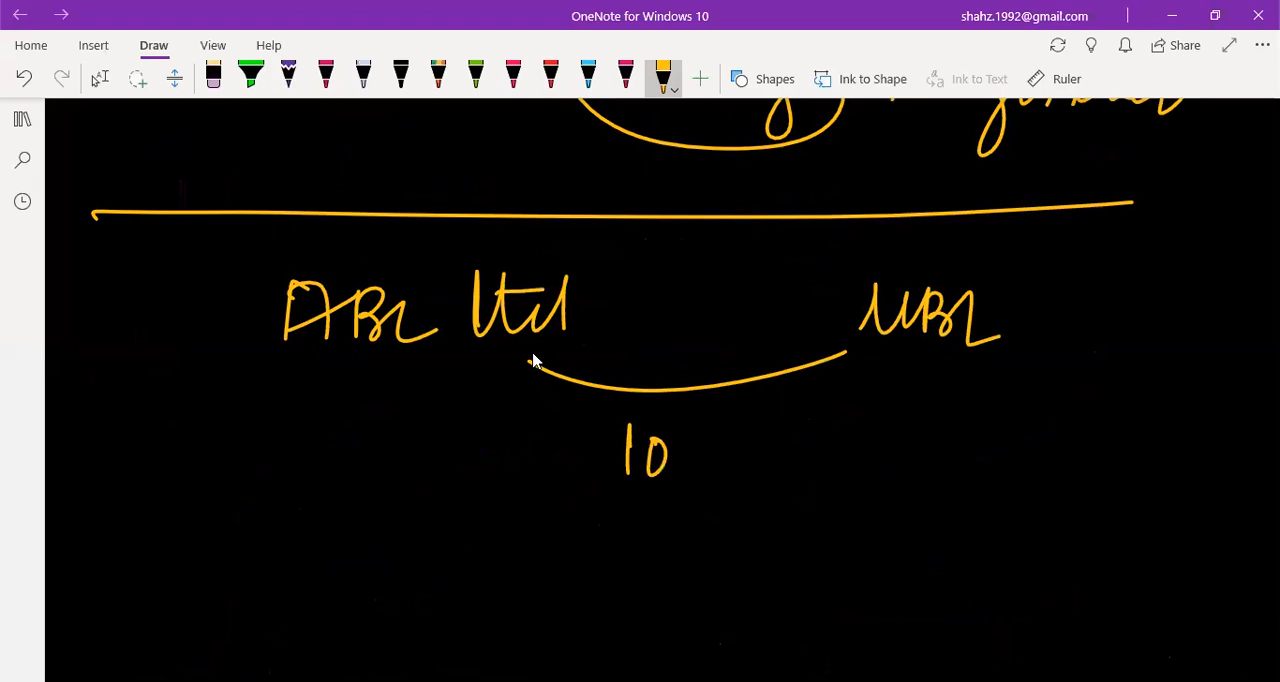 OneNote for Windows 10
shahz.1992@gmail.com
Home Insert Draw View Help
Share
Shapes Ink to Shape Ink to Text Ruler
ABL Ltd UBL
10